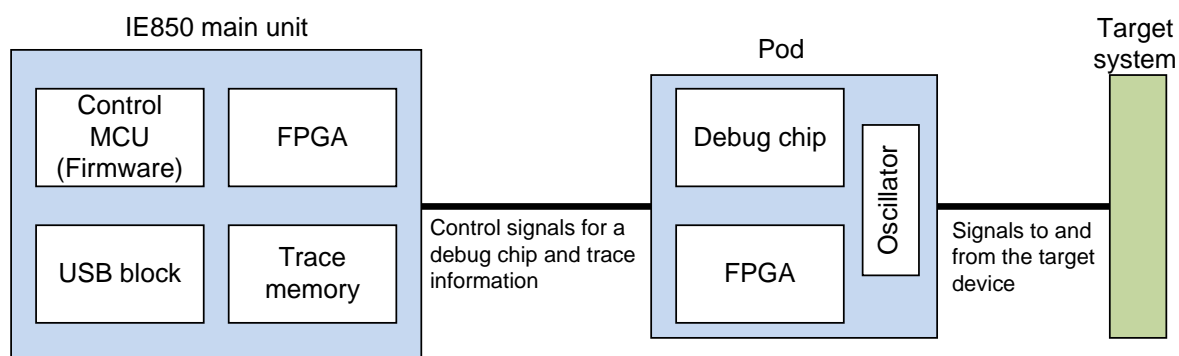 IE850 main unit
Control
MCU
(Firmware)
FPGA
USB block
Trace
memory
Control signals for a
debug chip and trace
information
Pod
Debug chip
FPGA
Oscillator
Signals to and
from the target
device
Target
system